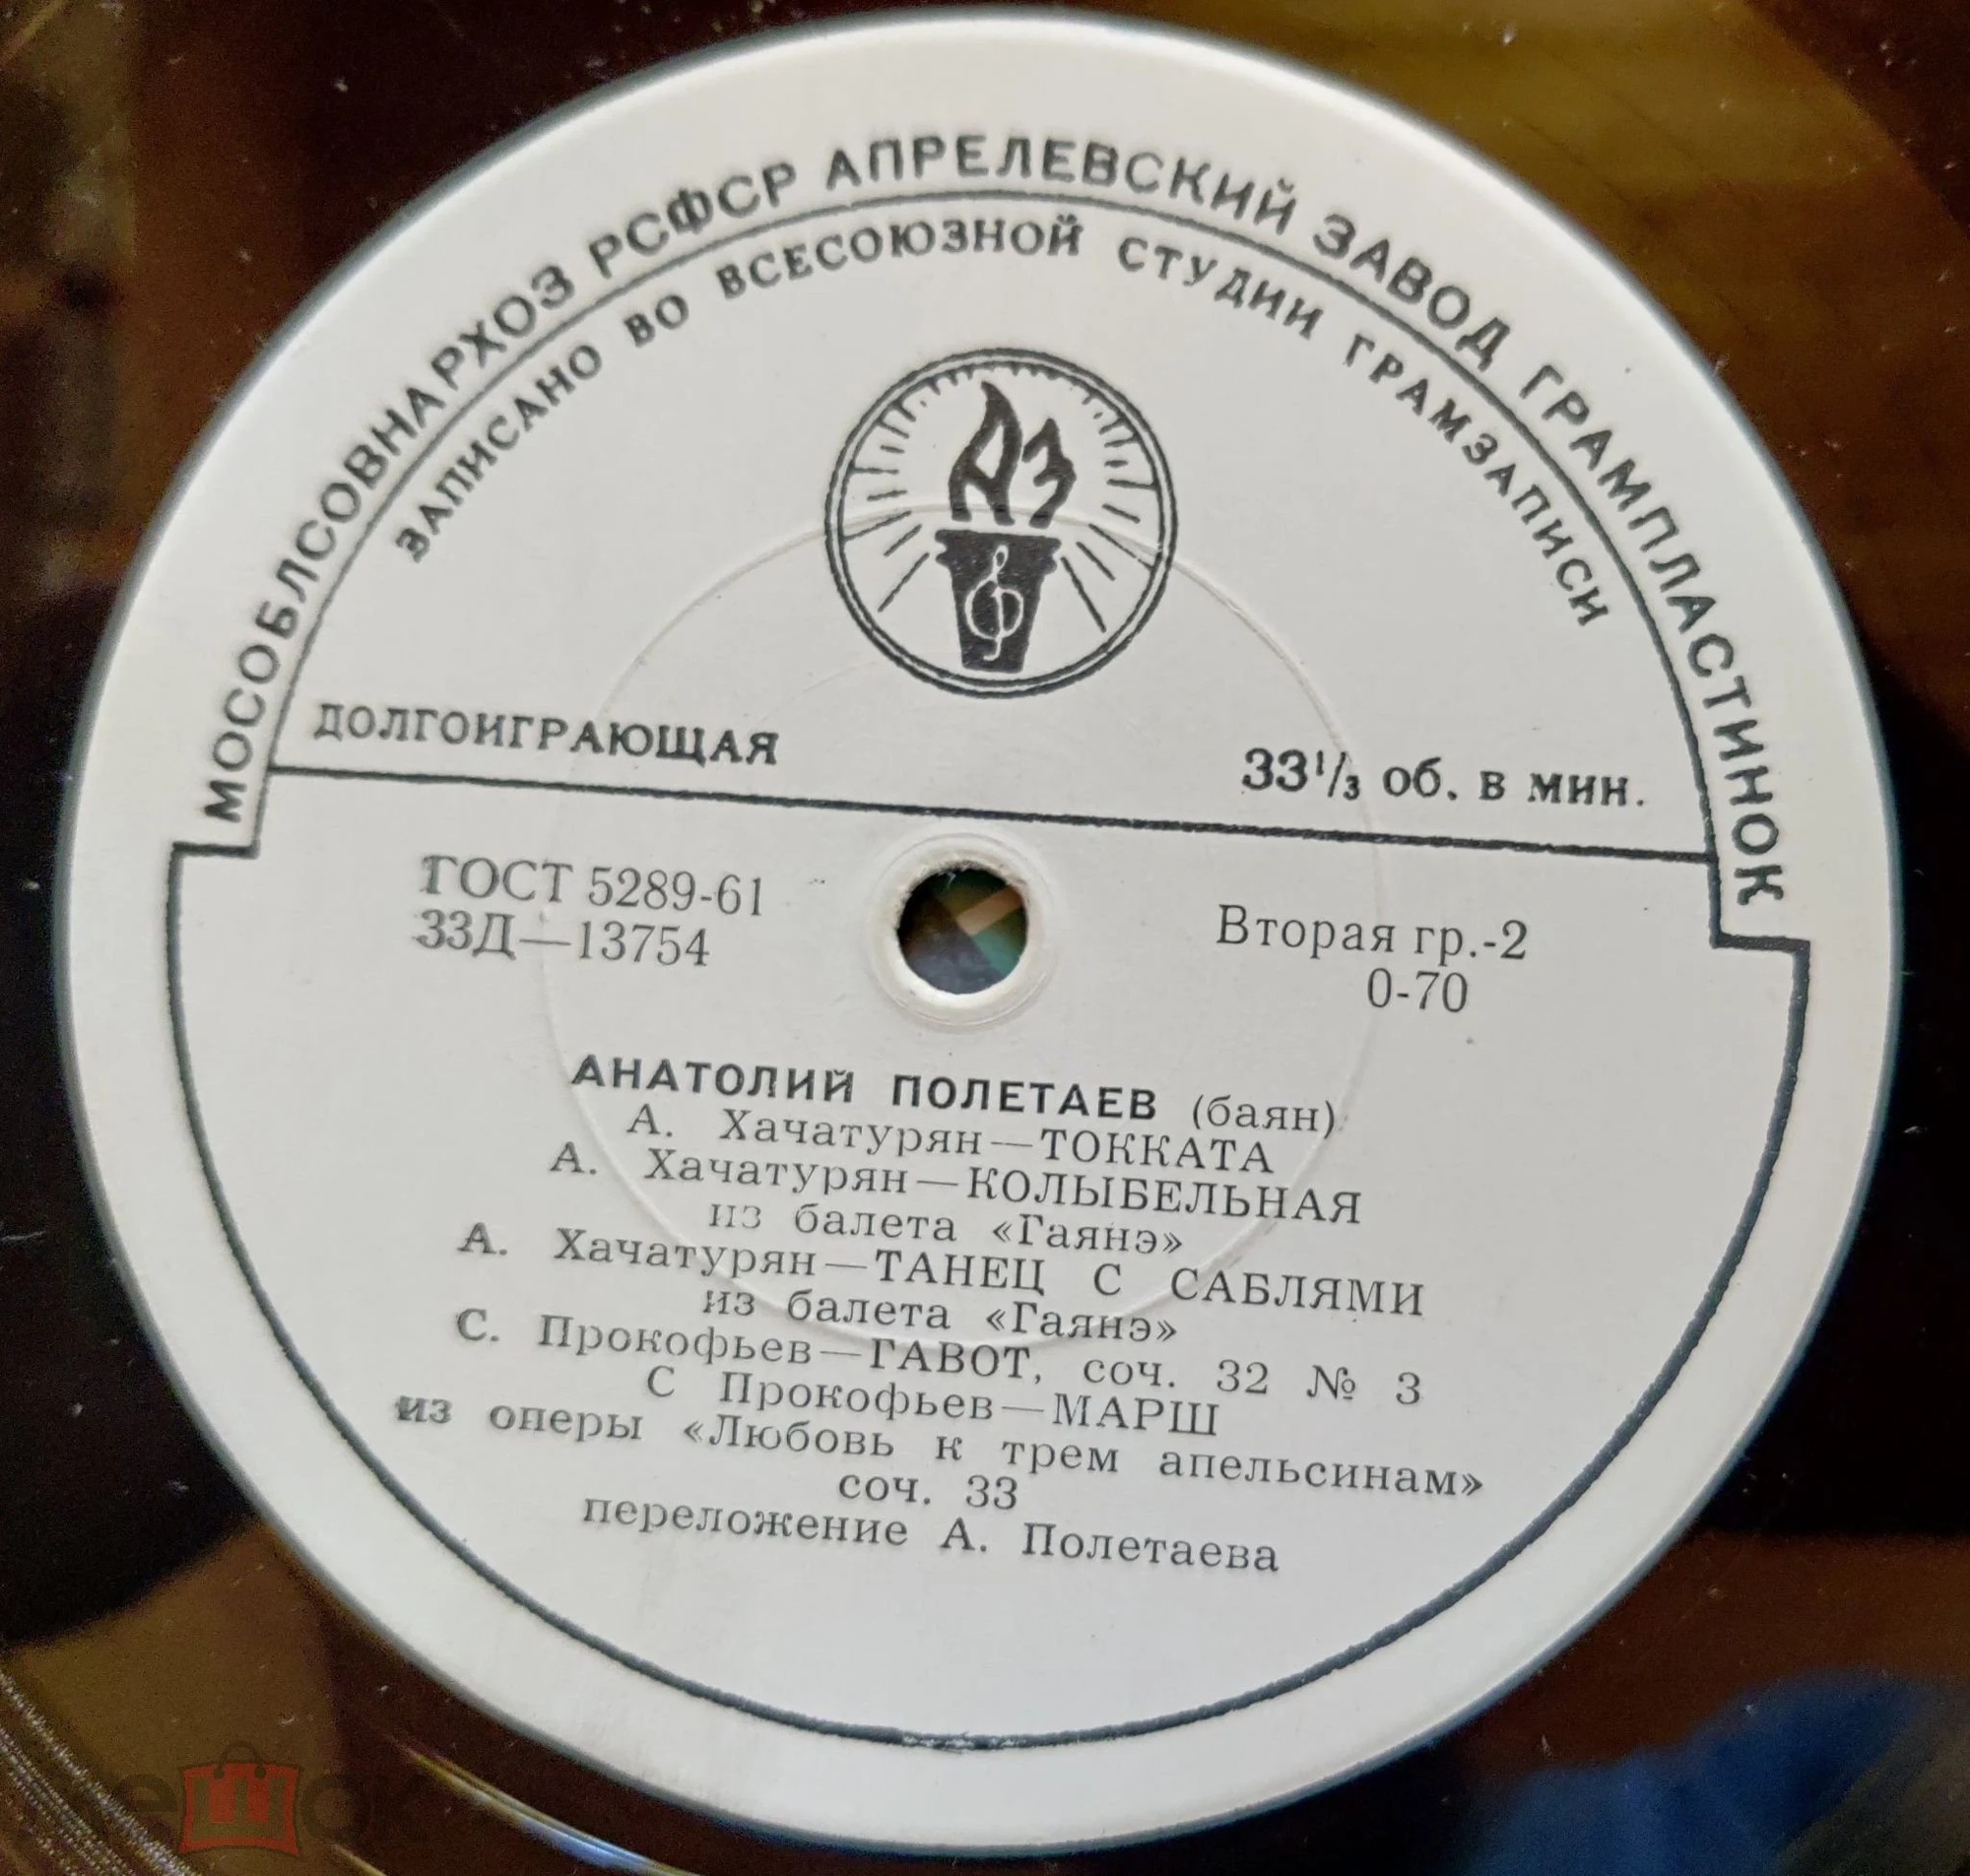 МОСОБЛСОВНАРХОЗ РСФСР АПРЕЛЕВСКИЙ ЗАВОД ГРАМПЛАСТИНОК
ЗАПИСАНО ВО ВСЕСОЮЗНОЙ СТУДИИ ГРАМЗАПИСИ
АЗ
ДОЛГОИГРАЮЩАЯ
33⅓ об. в мин.
ГОСТ 5289-61
33Д—13754
Вторая гр.-2
0-70
АНАТОЛИЙ ПОЛЕТАЕВ (баян)
А. Хачатурян—ТОККАТА
А. Хачатурян—КОЛЫБЕЛЬНАЯ
из балета «Гаянэ»
А. Хачатурян—ТАНЕЦ С САБЛЯМИ
из балета «Гаянэ»
С. Прокофьев—ГАВОТ, соч. 32 № 3
С Прокофьев—МАРШ
из оперы «Любовь к трем апельсинам»
соч. 33
переложение А. Полетаева
мешок